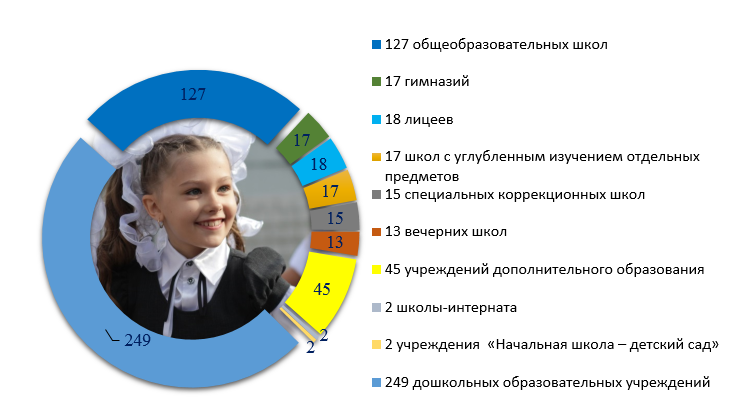 127
17
18
17
15
13
45
2
2
249
127 общеобразовательных школ
17 гимназий
18 лицеев
17 школ с углубленным изучением отдельных
предметов
15 специальных коррекционных школ
13 вечерних школ
45 учреждений дополнительного образования
2 школы-интерната
2 учреждения «Начальная школа – детский сад»
249 дошкольных образовательных учреждений